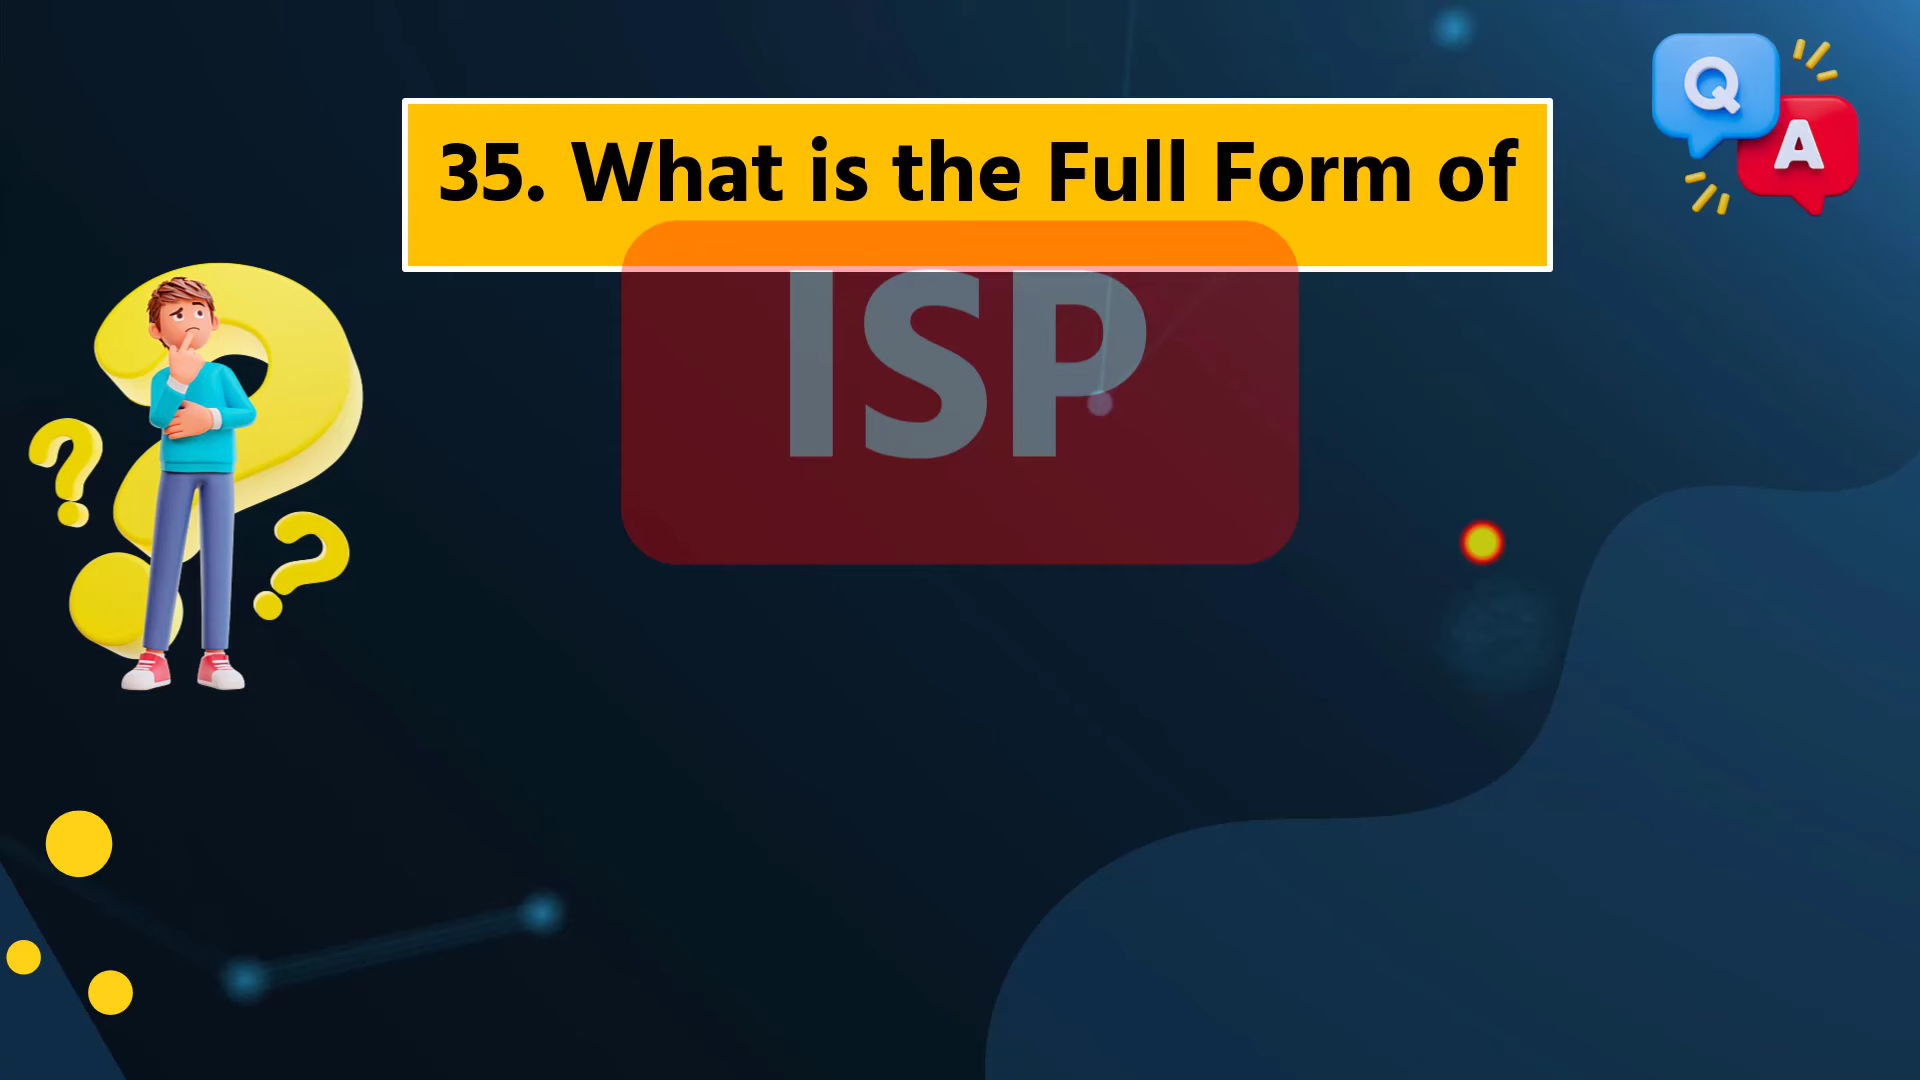 35. What is the Full Form of
ISP
Q
A